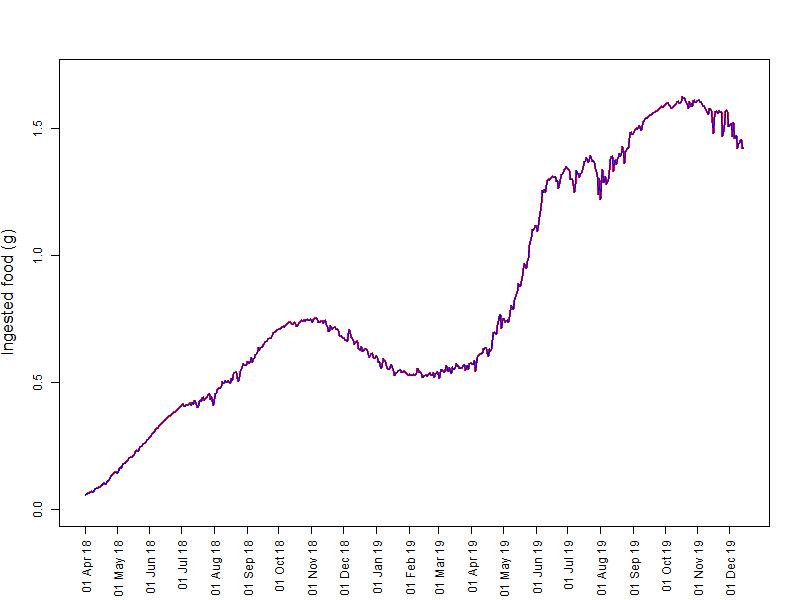 Ingested food (g)
1.5
1.0
0.5
0.0
01 Apr 18
01 May 18
01 Jun 18
01 Jul 18
01 Aug 18
01 Sep 18
01 Oct 18
01 Nov 18
01 Dec 18
01 Jan 19
01 Feb 19
01 Mar 19
01 Apr 19
01 May 19
01 Jun 19
01 Jul 19
01 Aug 19
01 Sep 19
01 Oct 19
01 Nov 19
01 Dec 19